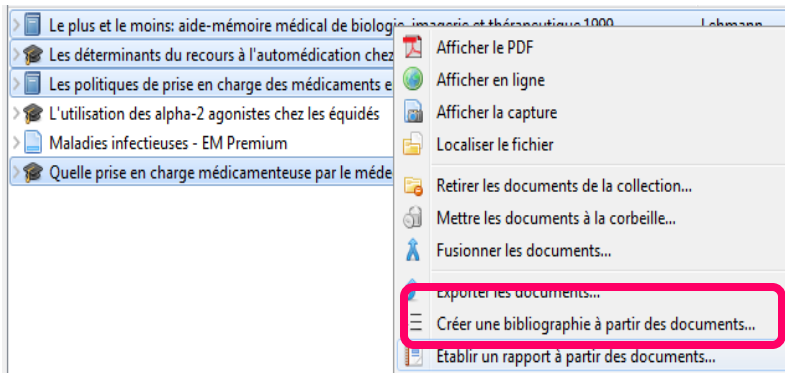 Le plus et le moins: aide-mémoire médical de biologie, imagerie et thérapeutique 1999 Lehmann
Les déterminants du recours à l'automédication chez
Les politiques de prise en charge des médicaments e
L'utilisation des alpha-2 agonistes chez les équidés
Maladies infectieuses - EM Premium
Quelle prise en charge médicamenteuse par le méde
Afficher le PDF
Afficher en ligne
Afficher la capture
Localiser le fichier
Retirer les documents de la collection...
Mettre les documents à la corbeille...
Fusionner les documents...
Exporter les documents...
Créer une bibliographie à partir des documents...
Etablir un rapport à partir des documents...